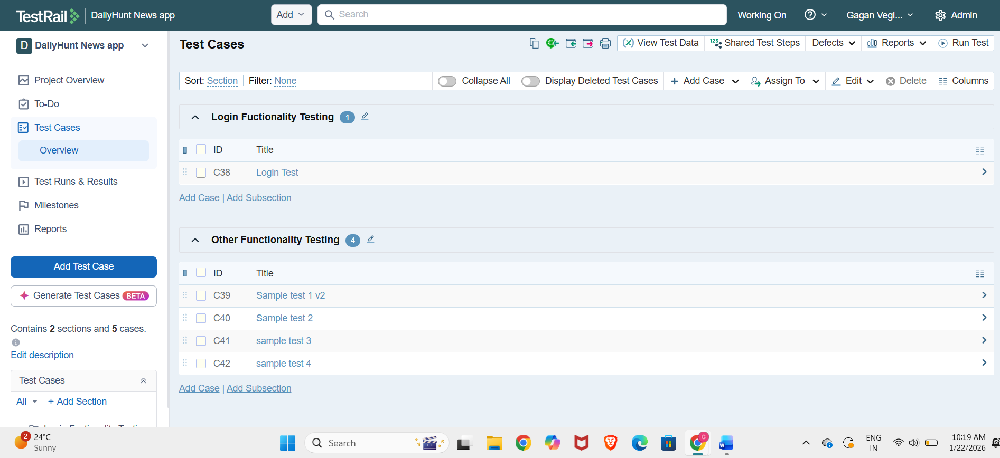 TestRail DailyHunt News app Add Search Working On Gagan Vegi... Admin
D DailyHunt News app
Project Overview
To-Do
Test Cases
Overview
Test Runs & Results
Milestones
Reports
Add Test Case
Generate Test Cases BETA
Contains 2 sections and 5 cases.
Edit description
Test Cases
All + Add Section
Test Cases
View Test Data 123 Shared Test Steps Defects Reports Run Test
Sort: Section Filter: None Collapse All Display Deleted Test Cases + Add Case Assign To Edit Delete Columns
Login Fuctionality Testing 1
ID Title
C38 Login Test
Add Case | Add Subsection
Other Functionality Testing 4
ID Title
C39 Sample test 1 v2
C40 Sample test 2
C41 sample test 3
C42 sample test 4
Add Case | Add Subsection
2 24°C
Sunny
Search
G
W
ENG
IN
10:19 AM
1/22/2026